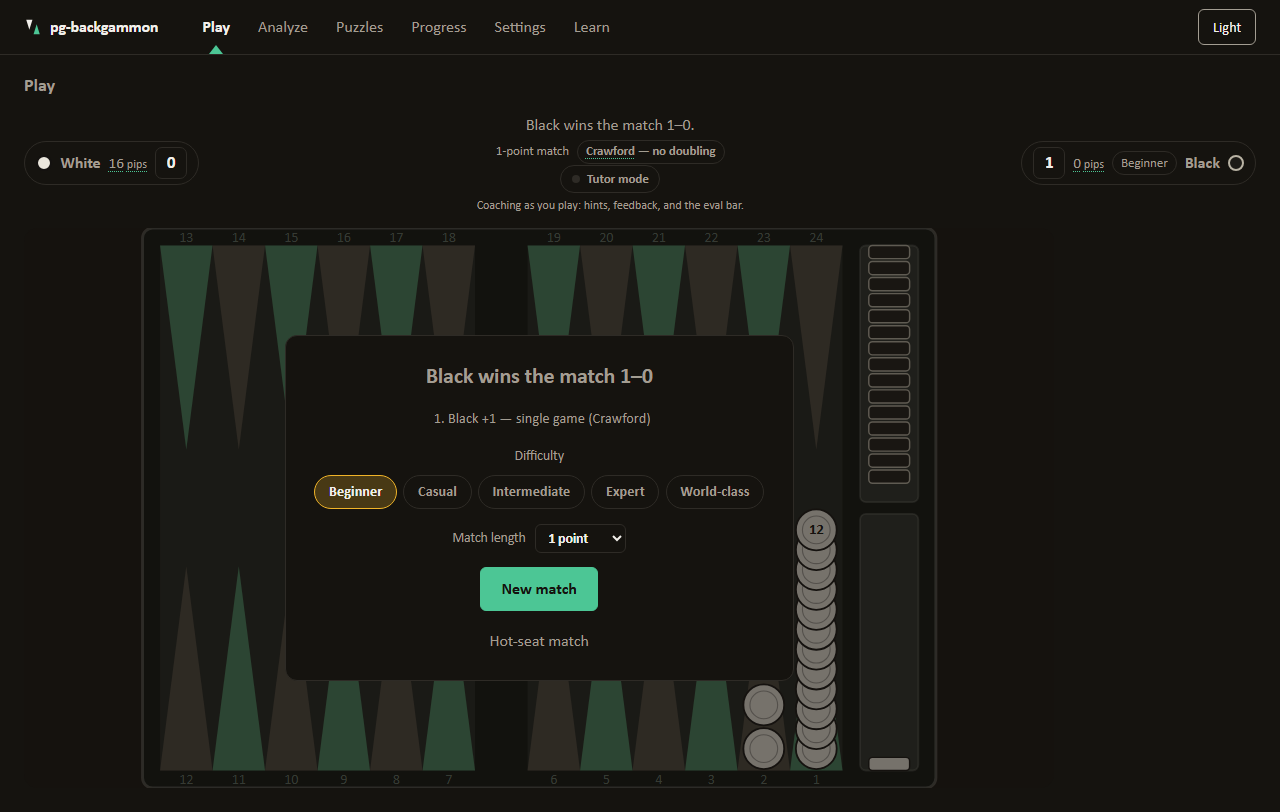 pg-backgammon Play Analyze Puzzles Progress Settings Learn Light
Play
Black wins the match 1–0.
White 16 pips 0
1-point match Crawford — no doubling
Tutor mode
Coaching as you play: hints, feedback, and the eval bar.
1 0 pips Beginner Black
13 14 15 16 17 18 19 20 21 22 23 24
Black wins the match 1–0
1. Black +1 — single game (Crawford)
Difficulty
Beginner Casual Intermediate Expert World-class
Match length 1 point
New match
Hot-seat match
12
12 11 10 9 8 7 6 5 4 3 2 1